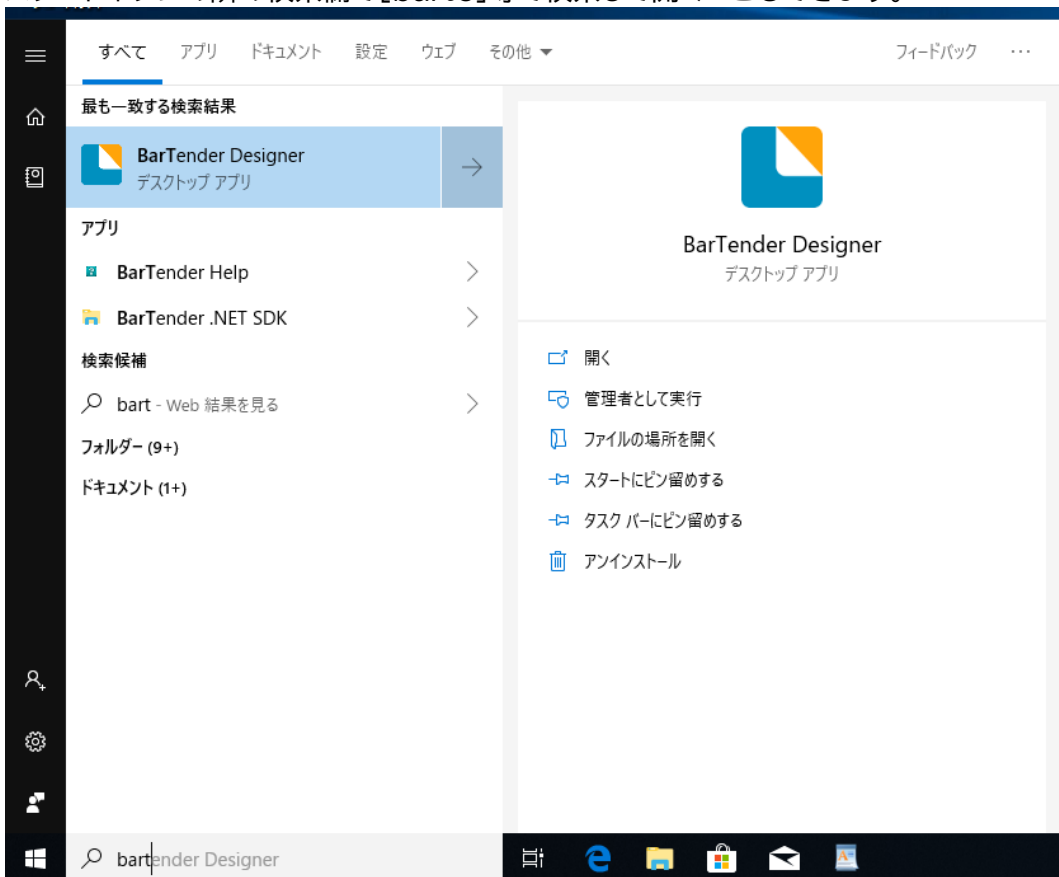 すべて アプリ ドキュメント 設定 ウェブ その他 フィードバック ...
最も一致する検索結果
BarTender Designer
デスクトップ アプリ
アプリ
BarTender Help
BarTender .NET SDK
検索候補
bart - Web 結果を見る
フォルダー (9+)
ドキュメント (1+)
BarTender Designer
デスクトップ アプリ
開く
管理者として実行
ファイルの場所を開く
スタートにピン留めする
タスク バーにピン留めする
アンインストール
bartender Designer